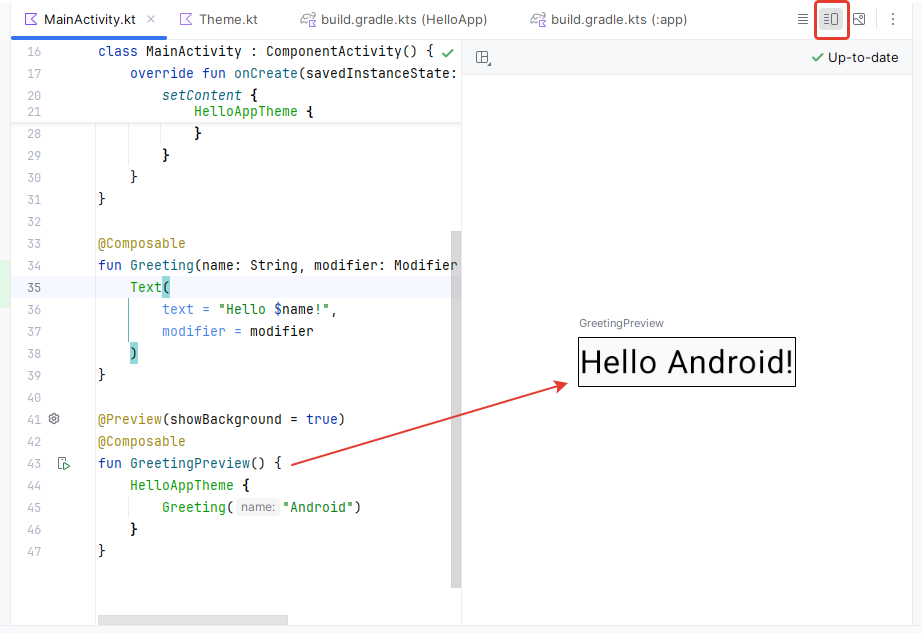 MainActivity.kt
Theme.kt
build.gradle.kts (HelloApp)
build.gradle.kts (:app)
16 class MainActivity : ComponentActivity() {
17 override fun onCreate(savedInstanceState:
20 setContent {
21 HelloAppTheme {
28 }
29 }
30 }
31 }
32
33 @Composable
34 fun Greeting(name: String, modifier: Modifier
35 Text(
36 text = "Hello $name!",
37 modifier = modifier
38 )
39 }
40
41 @Preview(showBackground = true)
42 @Composable
43 fun GreetingPreview() {
44 HelloAppTheme {
45 Greeting( name: "Android")
46 }
47 }
Up-to-date
GreetingPreview
Hello Android!